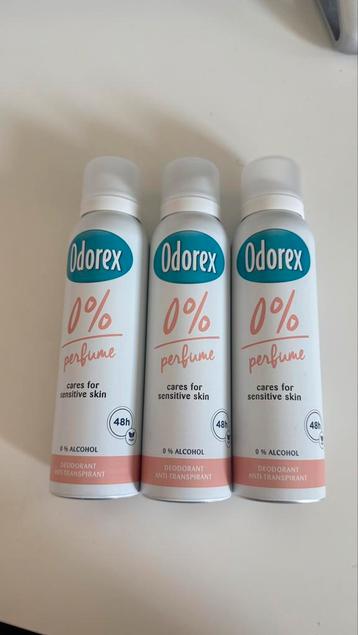 Odorex
0%
perfume
cares for
sensitive skin
48h
0 % ALCOHOL
DEODORANT
ANTI-TRANSPIRANT
Odorex
0%
perfume
cares for
sensitive skin
48h
0 % ALCOHOL
DEODORANT
ANTI-TRANSPIRANT
Odorex
0%
perfume
cares for
sensitive skin
48h
0 % ALCOHOL
DEODORANT
ANTI-TRANSPIRANT